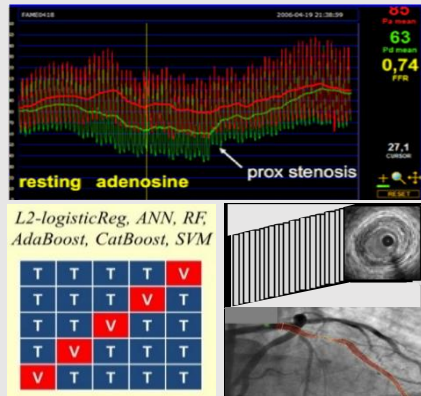 FAME0418
2006-04-19 21:38:59
85
Pa mean
63
Pd mean
0,74
FFR
27,1
CURSOR
RESET
prox stenosis
resting adenosine
L2-logisticReg, ANN, RF,
AdaBoost, CatBoost, SVM
T T T T V
T T T V T
T T V T T
T V T T T
V T T T T